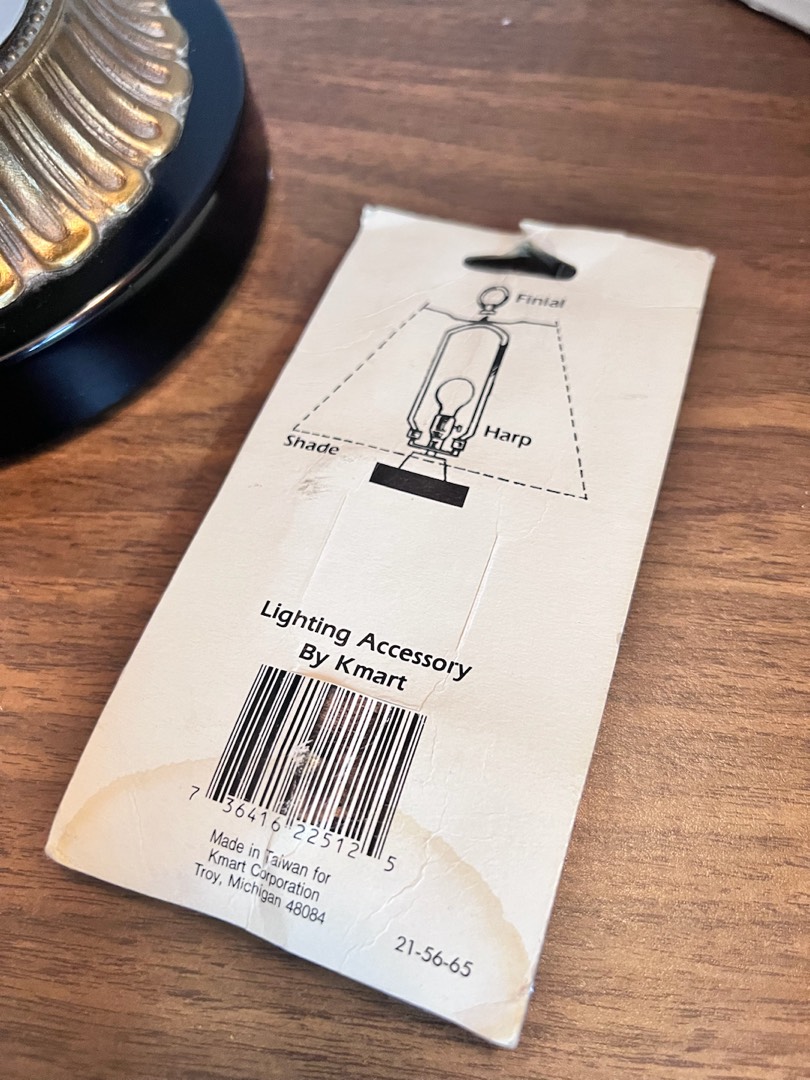 Finial
Harp
Shade
Lighting Accessory
By Kmart
7 36416 22512 5
Made in Taiwan for
Kmart Corporation
Troy, Michigan 48084
21-56-65